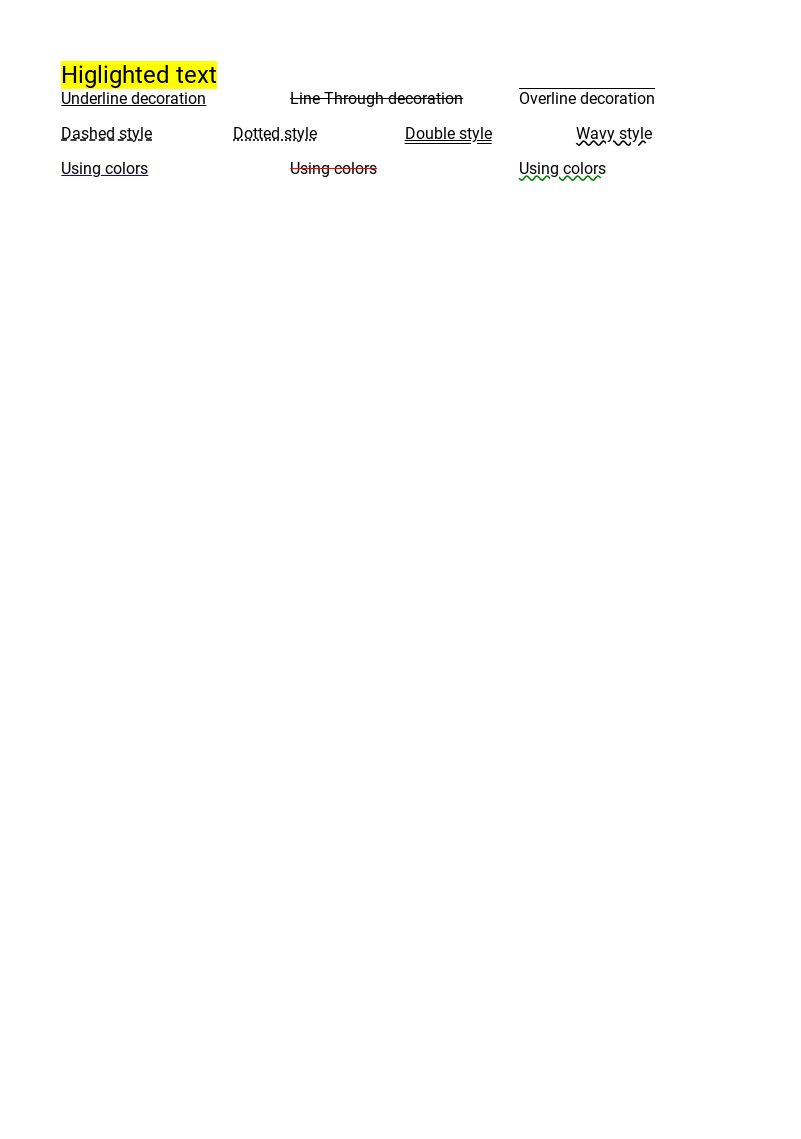 Higlighted text
Underline decoration Line Through decoration Overline decoration
Dashed style Dotted style Double style Wavy style
Using colors Using colors Using colors